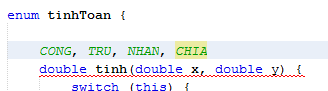 enum tinhToan {
CONG, TRU, NHAN, CHIA
double tinh(double x, double y) {
switch (this) {